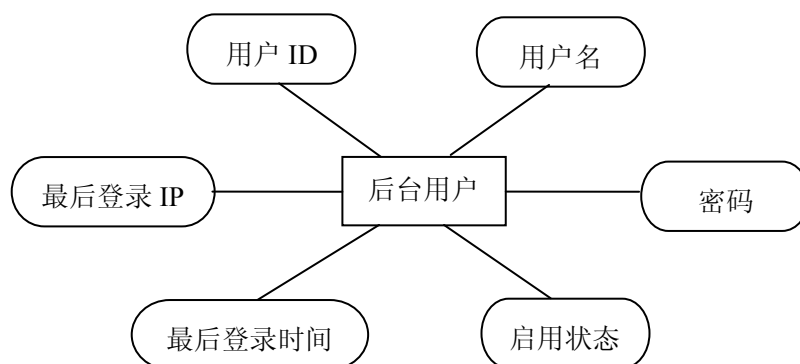 用户 ID
用户名
最后登录 IP
后台用户
密码
最后登录时间
启用状态